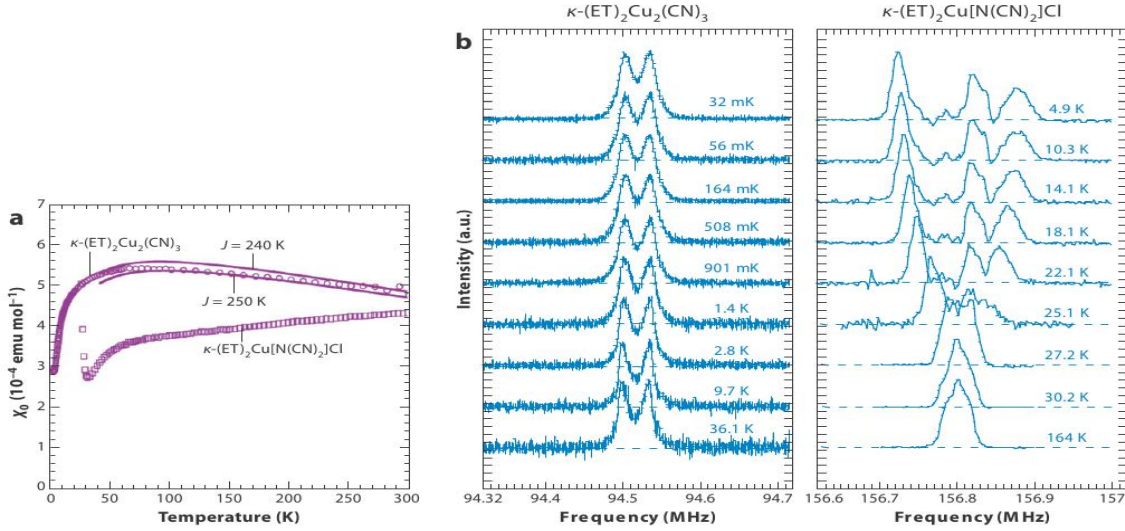 a
7
6
5
4
3
2
1
0
χ₀ (10⁻⁴ emu mol⁻¹)
κ-(ET)₂Cu₂(CN)₃
J = 240 K
J = 250 K
κ-(ET)₂Cu[N(CN)₂]Cl
0 50 100 150 200 250 300
Temperature (K)
b
κ-(ET)₂Cu₂(CN)₃
Intensity (a.u.)
32 mK
56 mK
164 mK
508 mK
901 mK
1.4 K
2.8 K
9.7 K
36.1 K
94.32 94.4 94.5 94.6 94.7
Frequency (MHz)
κ-(ET)₂Cu[N(CN)₂]Cl
4.9 K
10.3 K
14.1 K
18.1 K
22.1 K
25.1 K
27.2 K
30.2 K
164 K
156.6 156.7 156.8 156.9 157
Frequency (MHz)